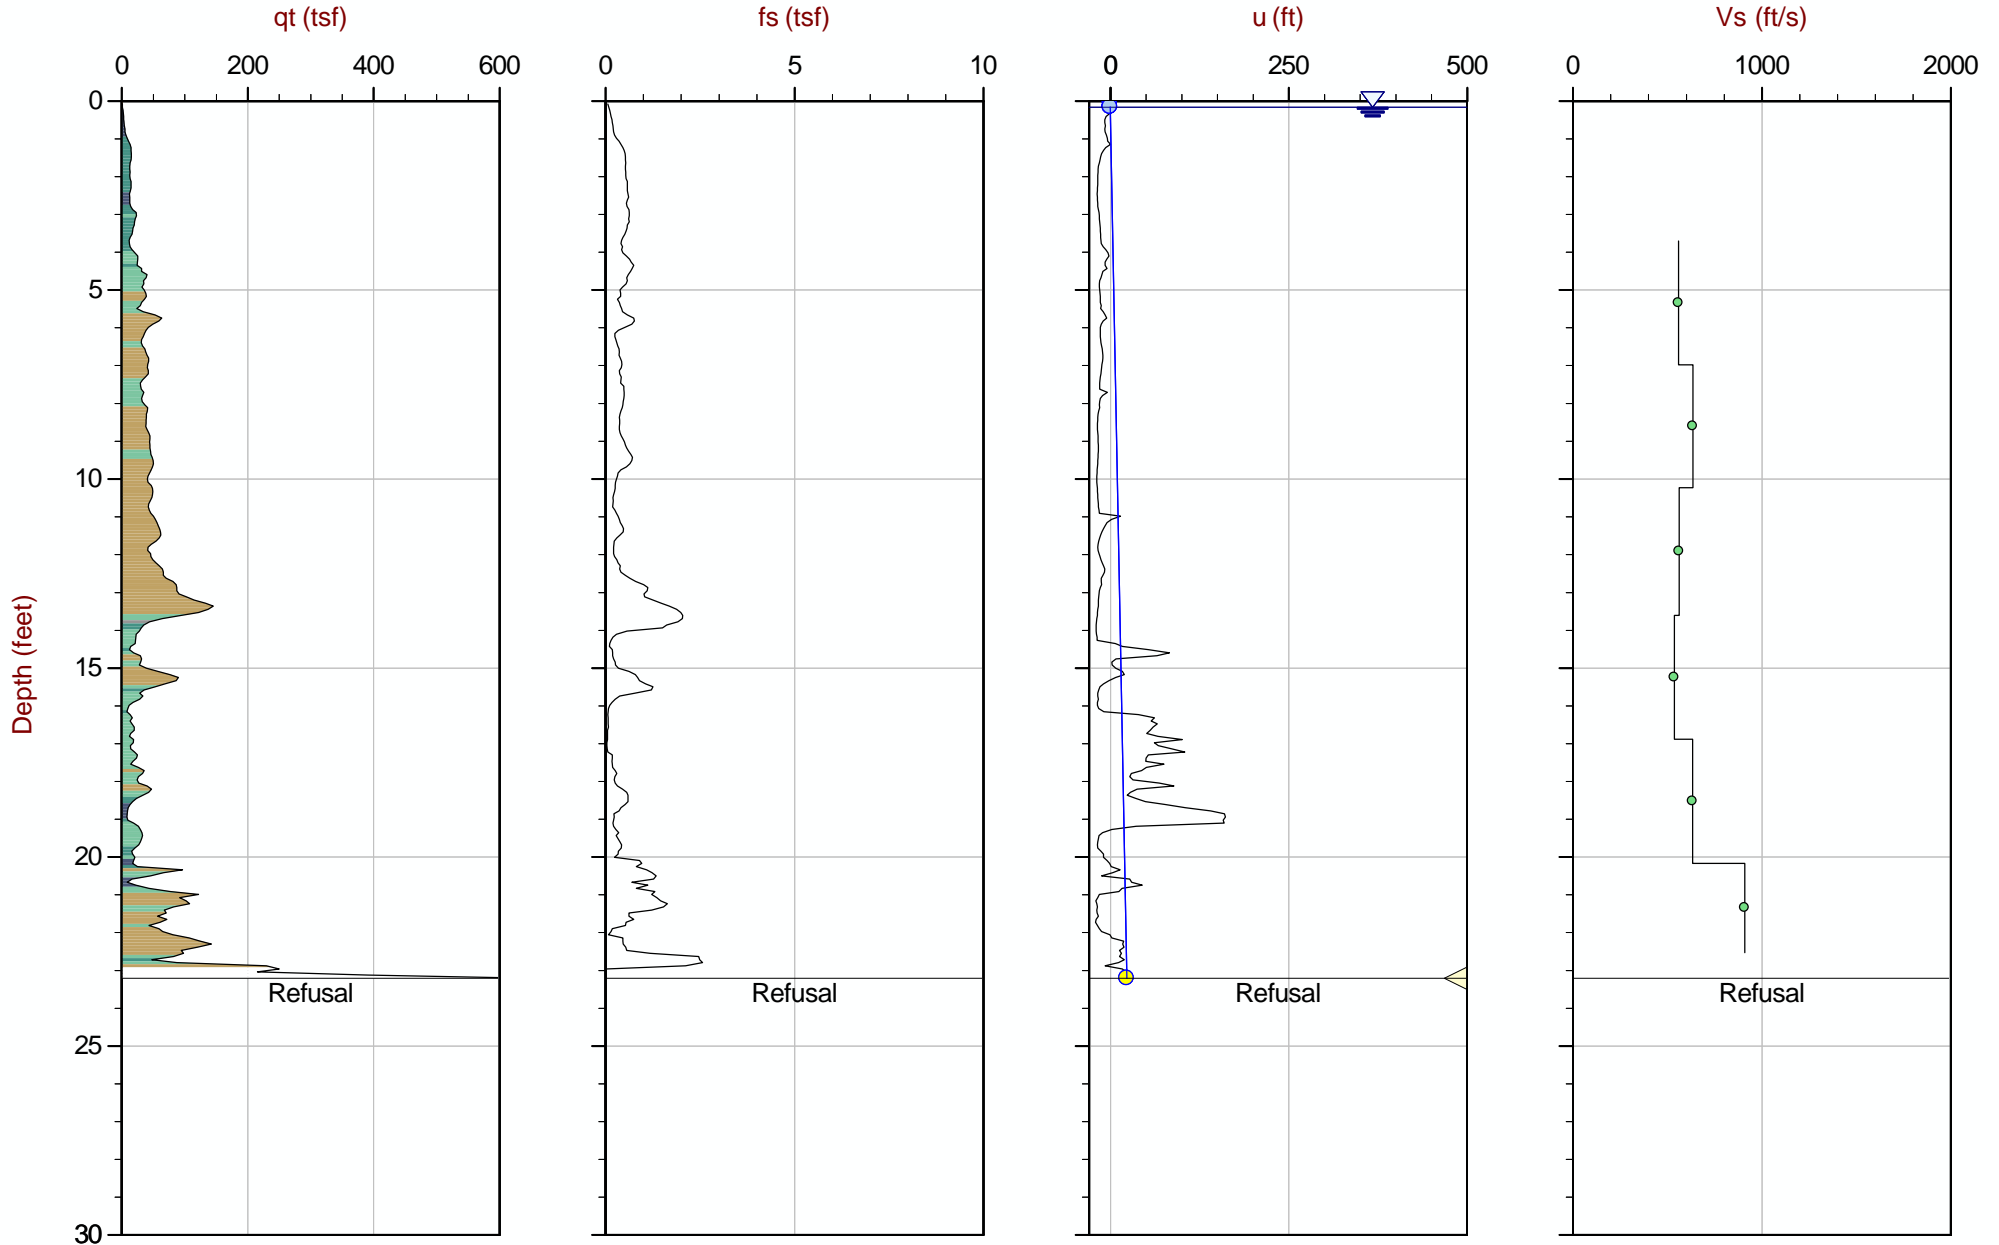 qt (tsf) fs (tsf) u (ft) Vs (ft/s)
0 200 400 600 0 5 10 0 250 500 0 1000 2000
0
5
10
15
20
25
30
Depth (feet)
Refusal Refusal Refusal Refusal